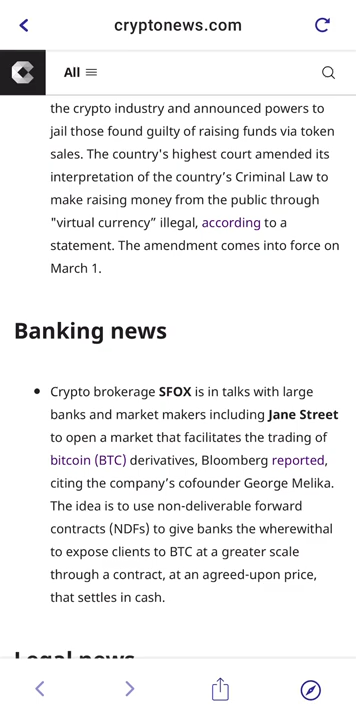 cryptonews.com
All
the crypto industry and announced powers to
jail those found guilty of raising funds via token
sales. The country's highest court amended its
interpretation of the country’s Criminal Law to
make raising money from the public through
"virtual currency” illegal, according to a
statement. The amendment comes into force on
March 1.
Banking news
Crypto brokerage SFOX is in talks with large
banks and market makers including Jane Street
to open a market that facilitates the trading of
bitcoin (BTC) derivatives, Bloomberg reported,
citing the company’s cofounder George Melika.
The idea is to use non-deliverable forward
contracts (NDFs) to give banks the wherewithal
to expose clients to BTC at a greater scale
through a contract, at an agreed-upon price,
that settles in cash.
Legal news